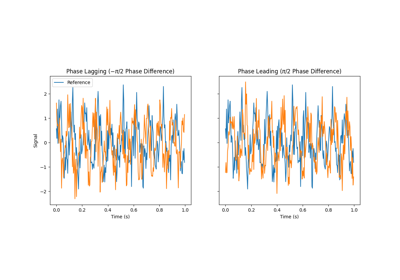 Phase Lagging (−π/2 Phase Difference)
Phase Leading (π/2 Phase Difference)
Reference
Signal
2
1
0
−1
−2
0.0 0.2 0.4 0.6 0.8 1.0
0.0 0.2 0.4 0.6 0.8 1.0
Time (s)
Time (s)